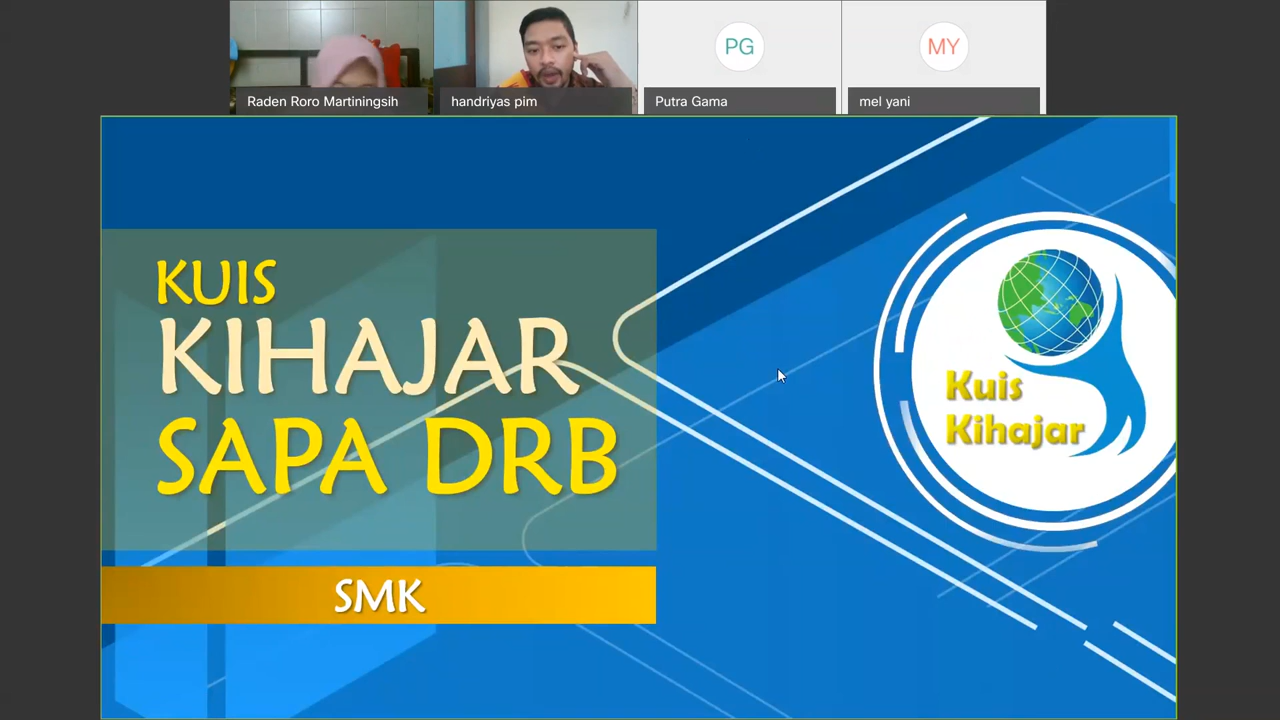 PG
MY
Raden Roro Martiningsih
handriyas pim
Putra Gama
mel yani
KUIS
KIHAJAR
SAPA DRB
SMK
Kuis
Kihajar